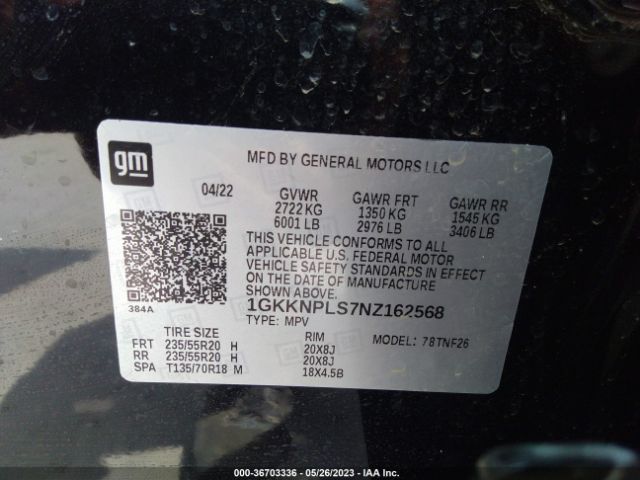 gm
MFD BY GENERAL MOTORS LLC
04/22 GVWR GAWR FRT GAWR RR
2722 KG 1350 KG 1545 KG
6001 LB 2976 LB 3406 LB
THIS VEHICLE CONFORMS TO ALL
APPLICABLE U.S. FEDERAL MOTOR
VEHICLE SAFETY STANDARDS IN EFFECT
ON THE DATE OF MANUFACTURE
SHOWN ABOVE.
384A
1GKKNPLS7NZ162568
TYPE: MPV
TIRE SIZE RIM MODEL: 78TNF26
FRT 235/55R20 H 20X8J
RR 235/55R20 H 20X8J
SPA T135/70R18 M 18X4.5B
000-36703336 - 05/26/2023 - IAA Inc.